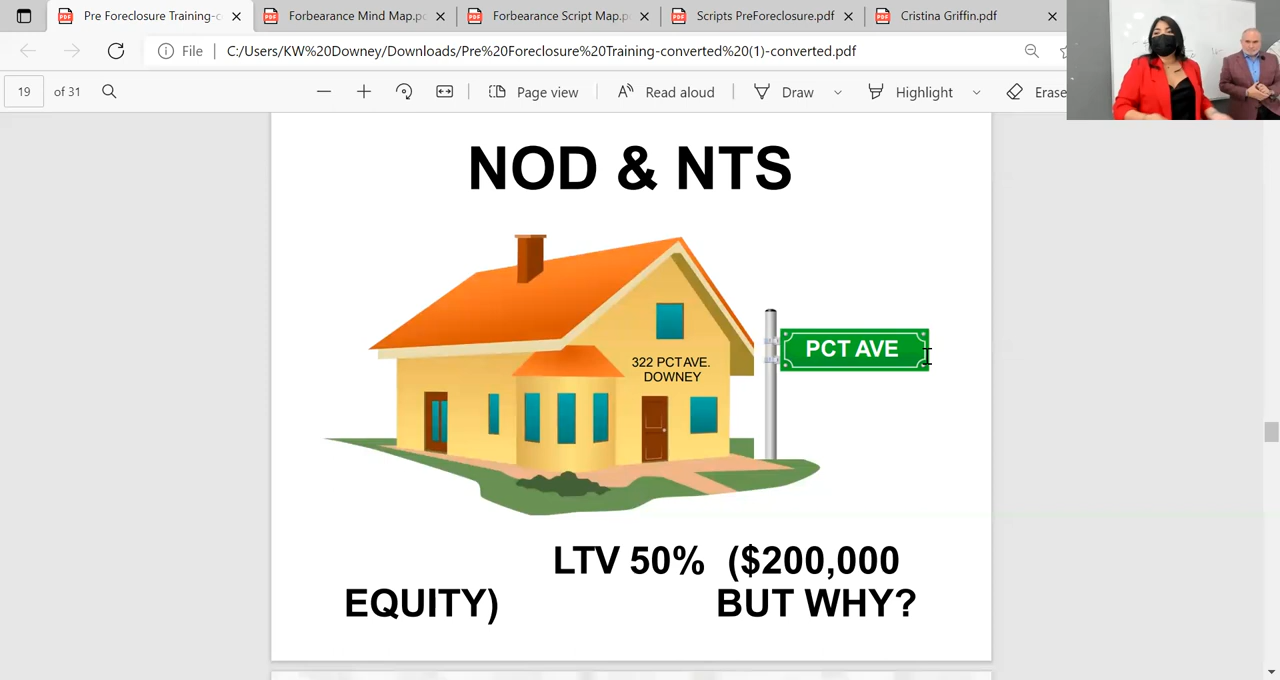 Pre Foreclosure Training-c
Forbearance Mind Map.pc
Forbearance Script Map.p
Scripts PreForeclosure.pdf
Cristina Griffin.pdf
File
C:/Users/KW%20Downey/Downloads/Pre%20Foreclosure%20Training-converted%20(1)-converted.pdf
19 of 31
Page view
Read aloud
Draw
Highlight
Erase
NOD & NTS
322 PCT AVE.
DOWNEY
PCT AVE
LTV 50% ($200,000
EQUITY) BUT WHY?